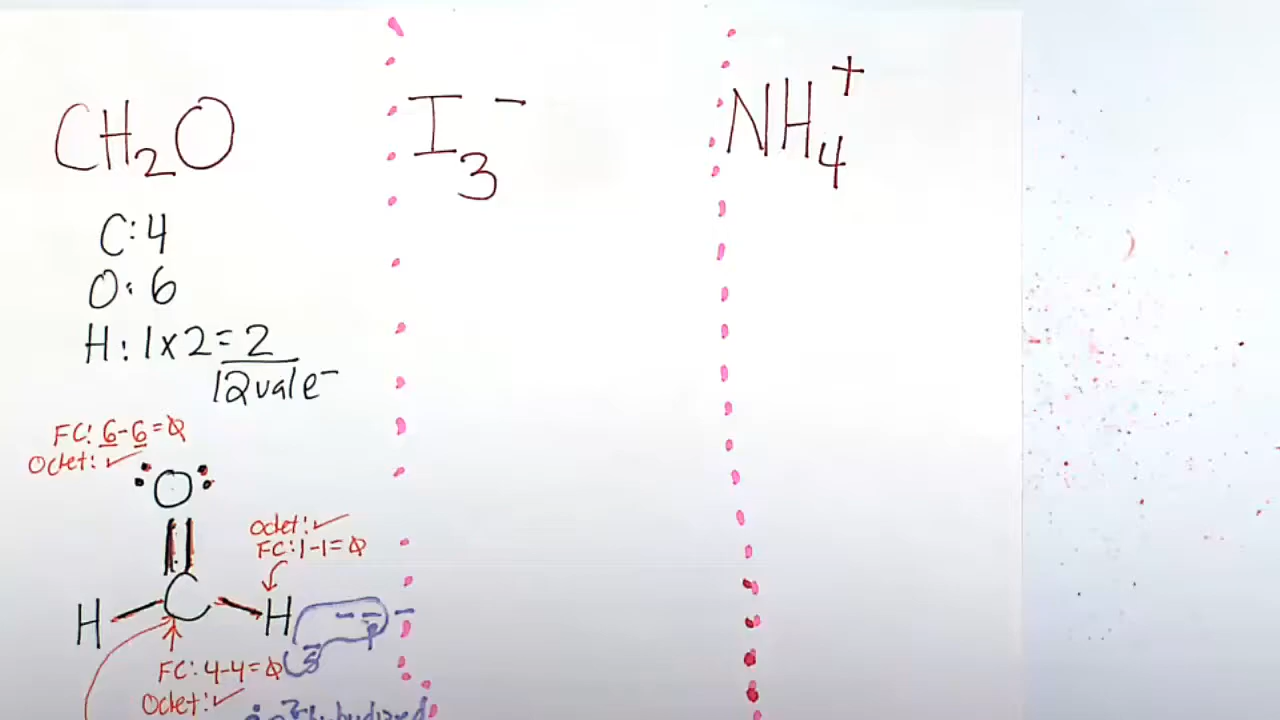 CH2O
C:4
O:6
H:1x2=2
12 val e-
FC: 6-6=0
Octet: ✓
:O:
Octet: ✓
FC: 1-1=0
H C H
FC: 4-4=0
Octet: ✓
S
P
I3-
NH4+